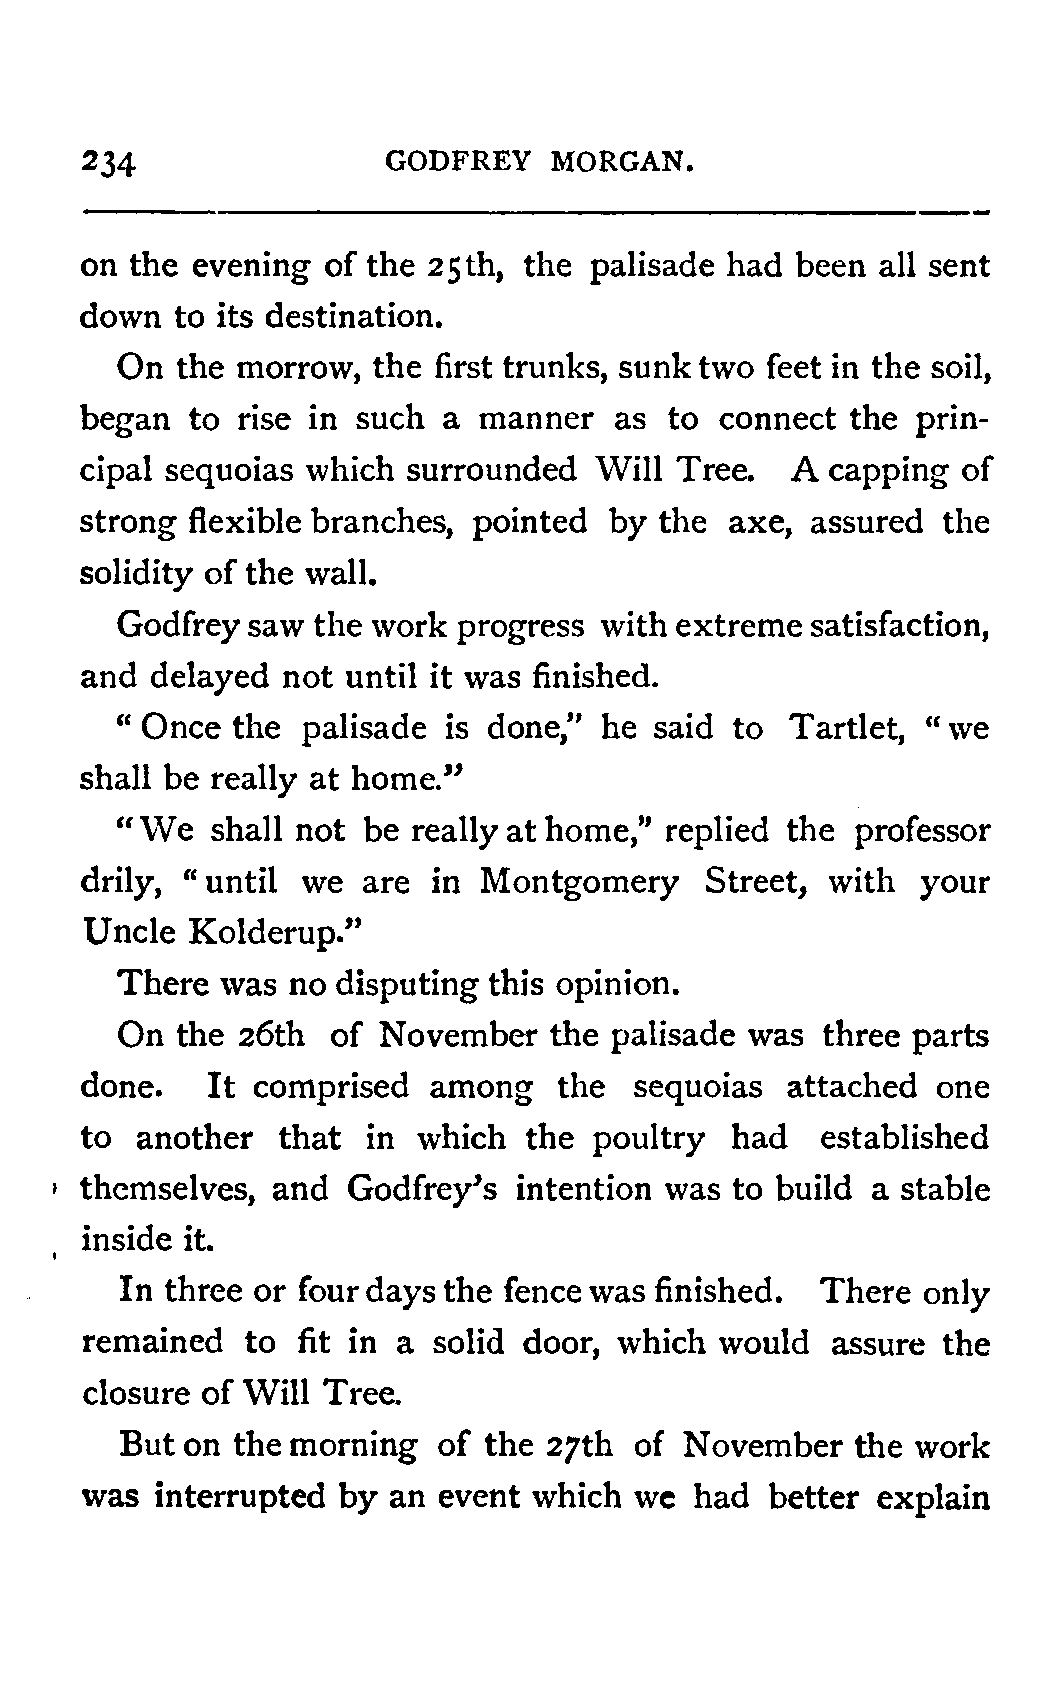 234 GODFREY MORGAN.
on the evening of the 25th, the palisade had been all sent
down to its destination.
On the morrow, the first trunks, sunk two feet in the soil,
began to rise in such a manner as to connect the prin-
cipal sequoias which surrounded Will Tree. A capping of
strong flexible branches, pointed by the axe, assured the
solidity of the wall.
Godfrey saw the work progress with extreme satisfaction,
and delayed not until it was finished.
“ Once the palisade is done,” he said to Tartlet, “ we
shall be really at home.”
“ We shall not be really at home,” replied the professor
drily, “ until we are in Montgomery Street, with your
Uncle Kolderup.”
There was no disputing this opinion.
On the 26th of November the palisade was three parts
done. It comprised among the sequoias attached one
to another that in which the poultry had established
themselves, and Godfrey’s intention was to build a stable
inside it.
In three or four days the fence was finished. There only
remained to fit in a solid door, which would assure the
closure of Will Tree.
But on the morning of the 27th of November the work
was interrupted by an event which we had better explain